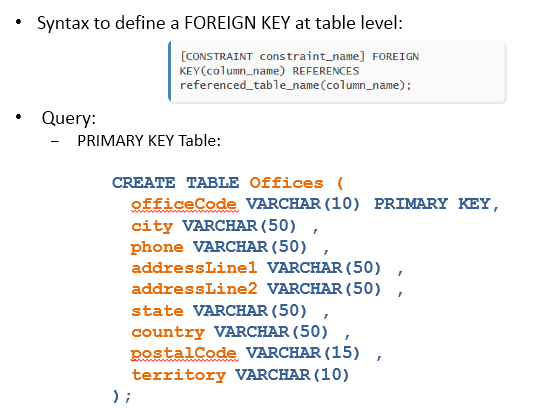 • Syntax to define a FOREIGN KEY at table level:
[CONSTRAINT constraint_name] FOREIGN
KEY(column_name) REFERENCES
referenced_table_name(column_name);
• Query:
– PRIMARY KEY Table:
CREATE TABLE Offices (
officeCode VARCHAR(10) PRIMARY KEY,
city VARCHAR(50) ,
phone VARCHAR(50) ,
addressLine1 VARCHAR(50) ,
addressLine2 VARCHAR(50) ,
state VARCHAR(50) ,
country VARCHAR(50) ,
postalCode VARCHAR(15) ,
territory VARCHAR(10)
);